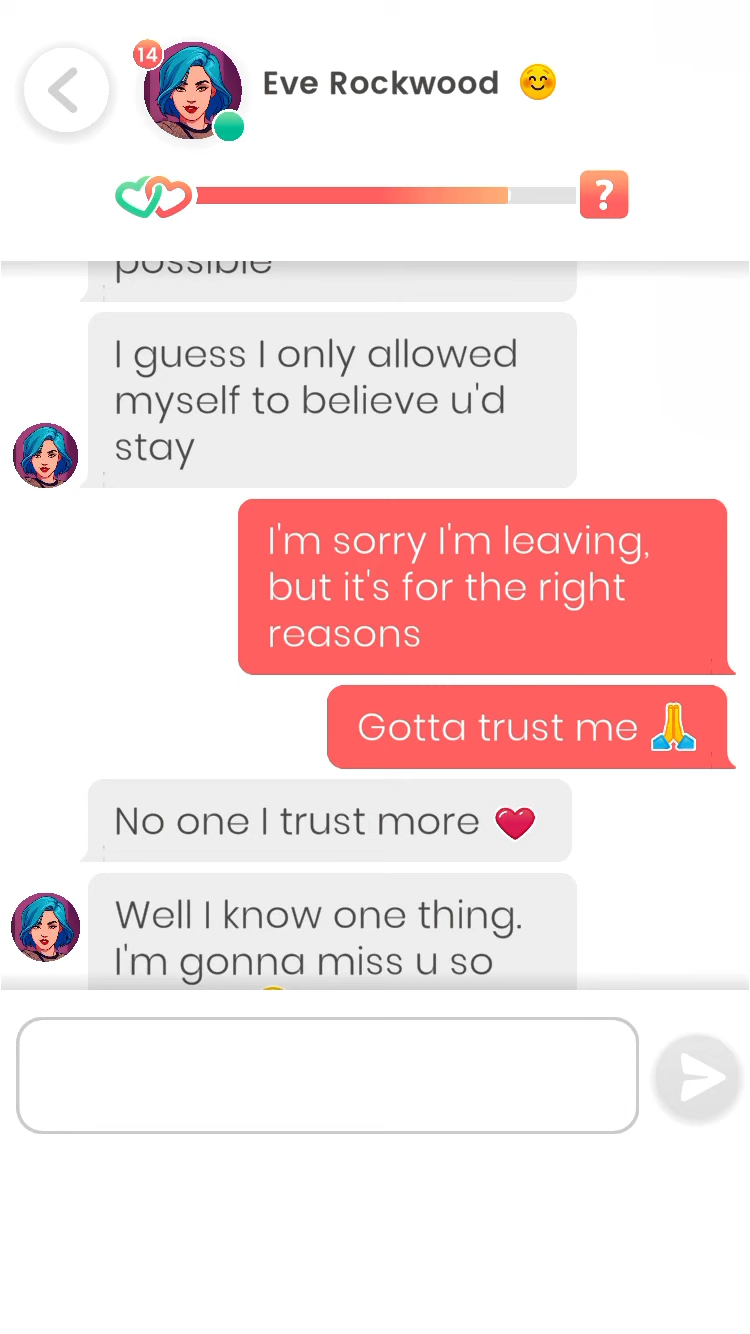 14
Eve Rockwood 😊
?
possible
I guess I only allowed
myself to believe u'd
stay
I'm sorry I'm leaving,
but it's for the right
reasons
Gotta trust me 🙏
No one I trust more ❤️
Well I know one thing.
I'm gonna miss u so